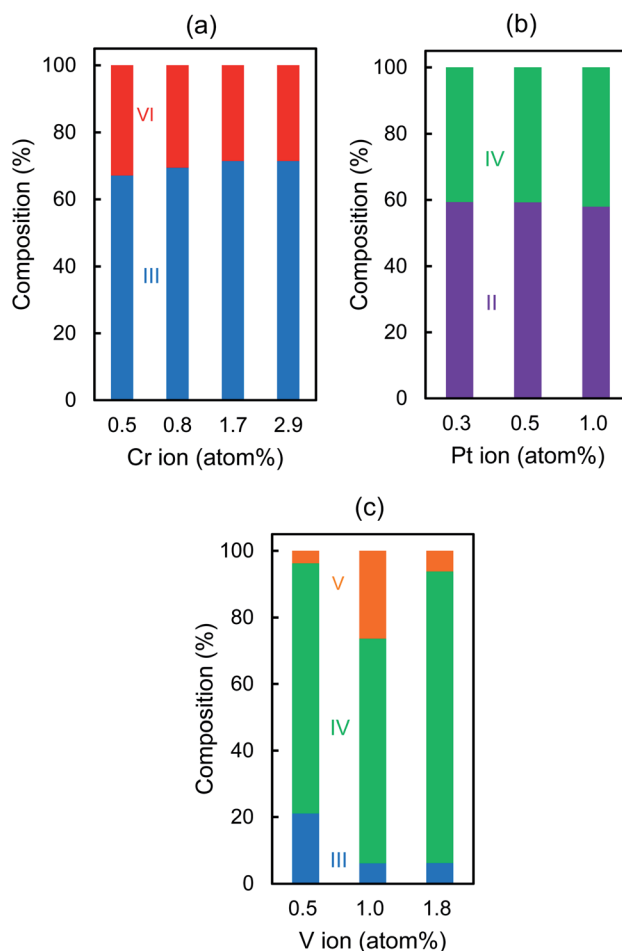 (a)
Composition (%)
100
80
60
40
20
0
VI
III
0.5 0.8 1.7 2.9
Cr ion (atom%)
(b)
Composition (%)
100
80
60
40
20
0
IV
II
0.3 0.5 1.0
Pt ion (atom%)
(c)
Composition (%)
100
80
60
40
20
0
V
IV
III
0.5 1.0 1.8
V ion (atom%)